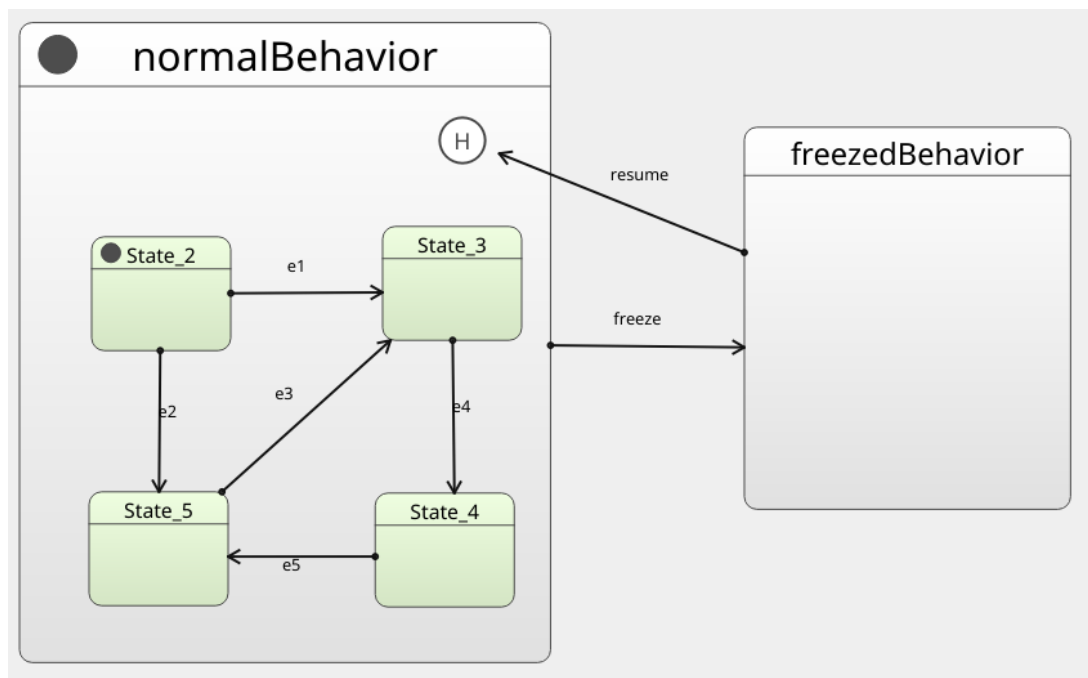 normalBehavior
H
freezedBehavior
resume
State_2
e1
State_3
freeze
e2
e3
e4
State_5
State_4
e5